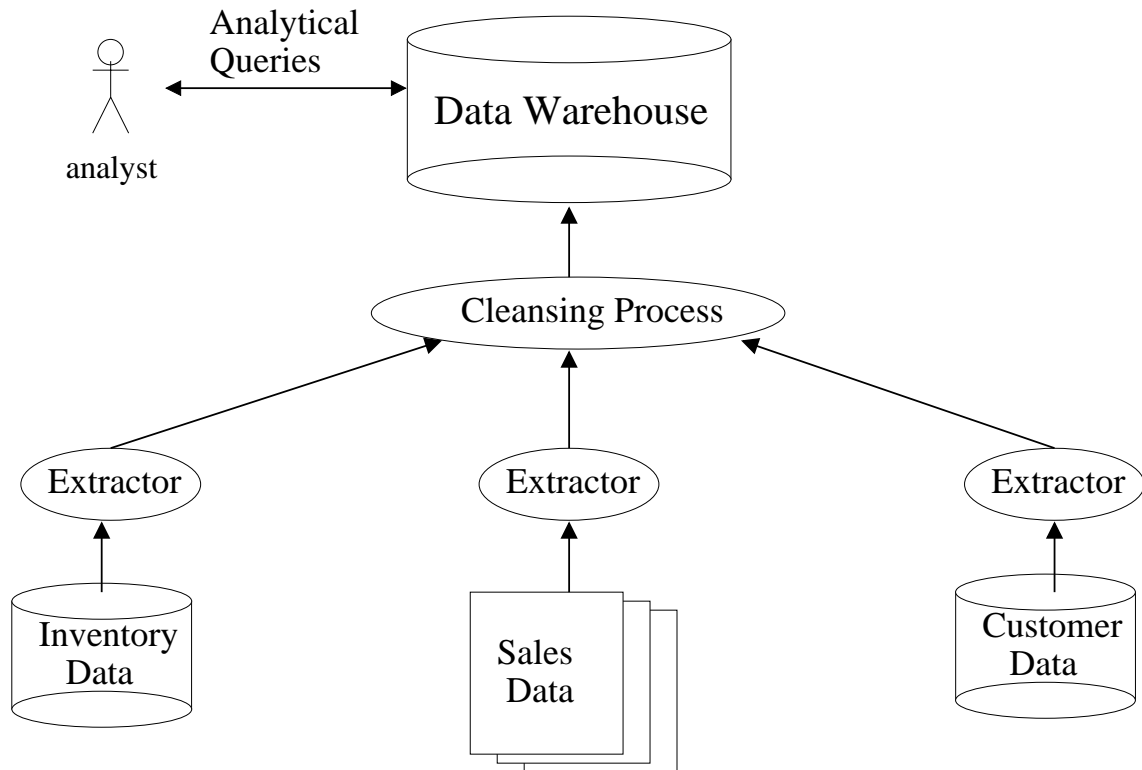 Analytical
Queries
Data Warehouse
analyst
Cleansing Process
Extractor
Extractor
Extractor
Inventory
Data
Sales
Data
Customer
Data